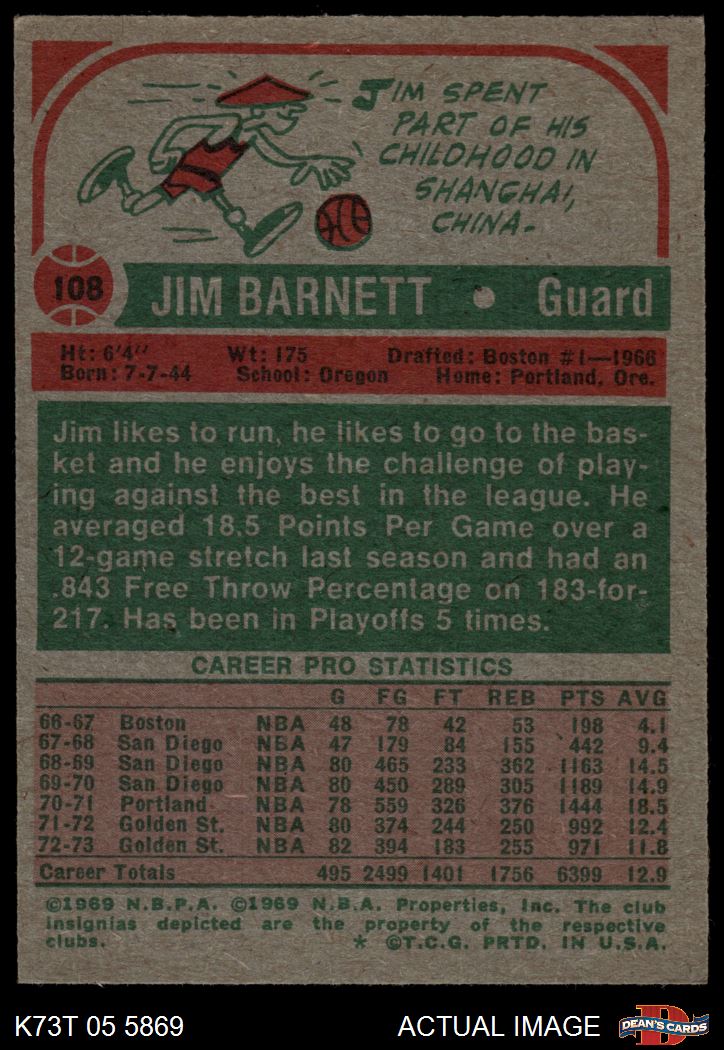 JIM SPENT
PART OF HIS
CHILDHOOD IN
SHANGHAI,
CHINA.
108 JIM BARNETT • Guard
Ht: 6'4" Wt: 175 Drafted: Boston #1—1966
Born: 7-7-44 School: Oregon Home: Portland, Ore.
Jim likes to run, he likes to go to the bas-
ket and he enjoys the challenge of play-
ing against the best in the league. He
averaged 18.5 Points Per Game over a
12-game stretch last season and had an
.843 Free Throw Percentage on 183-for-
217. Has been in Playoffs 5 times.
CAREER PRO STATISTICS
G FG FT REB PTS AVG
66-67 Boston NBA 48 78 42 53 198 4.1
67-68 San Diego NBA 47 179 84 155 442 9.4
68-69 San Diego NBA 80 465 233 362 1163 14.5
69-70 San Diego NBA 80 450 289 305 1189 14.9
70-71 Portland NBA 78 559 326 376 1444 18.5
71-72 Golden St. NBA 80 374 244 250 992 12.4
72-73 Golden St. NBA 82 394 183 255 971 11.8
Career Totals 495 2499 1401 1756 6399 12.9
©1969 N.B.P.A. ©1969 N.B.A. Properties, Inc. The club
insignias depicted are the property of the respective
clubs. * ©T.C.G. PRTD. IN U.S.A.
K73T 05 5869 ACTUAL IMAGE D DEAN'S CARDS